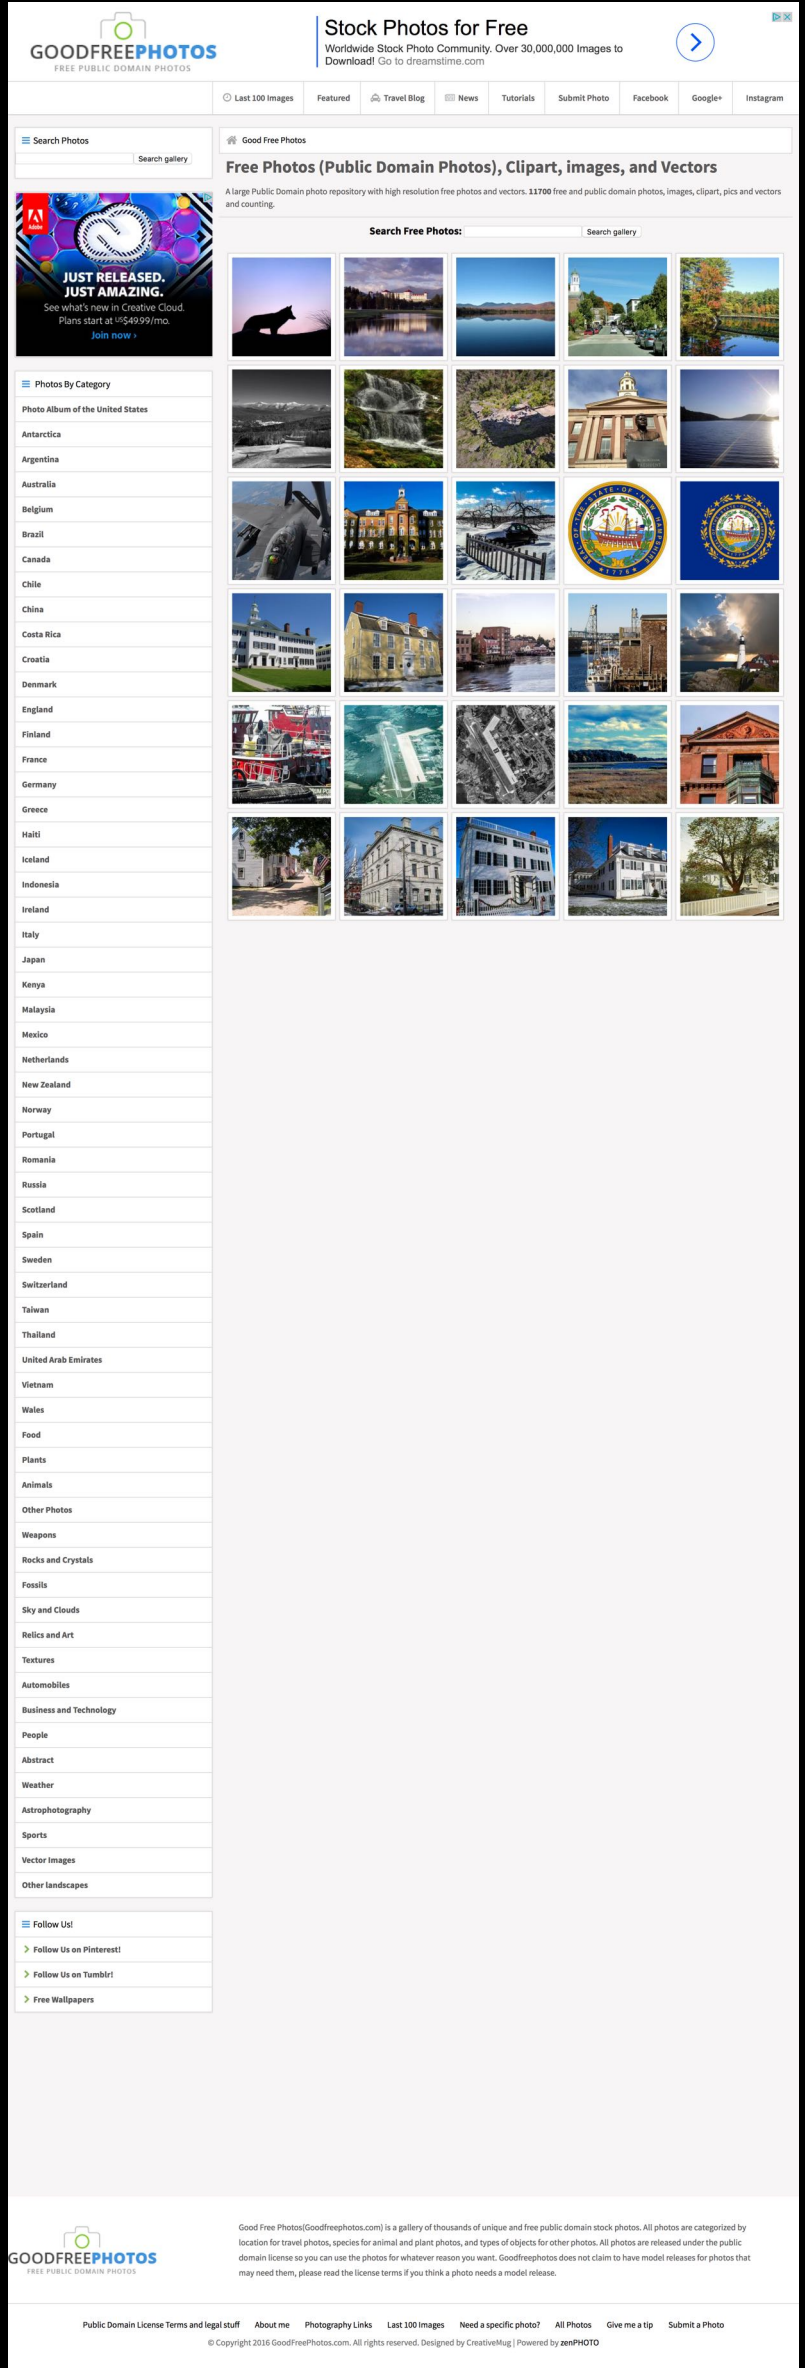 GOODFREEPHOTOS
FREE PUBLIC DOMAIN PHOTOS
Stock Photos for Free
Worldwide Stock Photo Community. Over 30,000,000 Images to
Download! Go to dreamstime.com
Last 100 Images Featured Travel Blog News Tutorials Submit Photo Facebook Google+ Instagram
Search Photos
Search gallery
Adobe
JUST RELEASED.
JUST AMAZING.
See what's new in Creative Cloud.
Plans start at US$49.99/mo.
Join now ›
Photos By Category
Photo Album of the United States
Antarctica
Argentina
Australia
Belgium
Brazil
Canada
Chile
China
Costa Rica
Croatia
Denmark
England
Finland
France
Germany
Greece
Haiti
Iceland
Indonesia
Ireland
Italy
Japan
Kenya
Malaysia
Mexico
Netherlands
New Zealand
Norway
Portugal
Romania
Russia
Scotland
Spain
Sweden
Switzerland
Taiwan
Thailand
United Arab Emirates
Vietnam
Wales
Food
Plants
Animals
Other Photos
Weapons
Rocks and Crystals
Fossils
Sky and Clouds
Relics and Art
Textures
Automobiles
Business and Technology
People
Abstract
Weather
Astrophotography
Sports
Vector Images
Other landscapes
Follow Us!
Follow Us on Pinterest!
Follow Us on Tumblr!
Free Wallpapers
Good Free Photos
Free Photos (Public Domain Photos), Clipart, images, and Vectors
A large Public Domain photo repository with high resolution free photos and vectors. 11700 free and public domain photos, images, clipart, pics and vectors
and counting.
Search Free Photos: Search gallery
SEAL · OF · THE · STATE · OF · NEW HAMPSHIRE
1776
GOODFREEPHOTOS
FREE PUBLIC DOMAIN PHOTOS
Good Free Photos(Goodfreephotos.com) is a gallery of thousands of unique and free public domain stock photos. All photos are categorized by
location for travel photos, species for animal and plant photos, and types of objects for other photos. All photos are released under the public
domain license so you can use the photos for whatever reason you want. Goodfreephotos does not claim to have model releases for photos that
may need them, please read the license terms if you think a photo needs a model release.
Public Domain License Terms and legal stuff About me Photography Links Last 100 Images Need a specific photo? All Photos Give me a tip Submit a Photo
© Copyright 2016 GoodFreePhotos.com. All rights reserved. Designed by CreativeMug | Powered by zenPHOTO